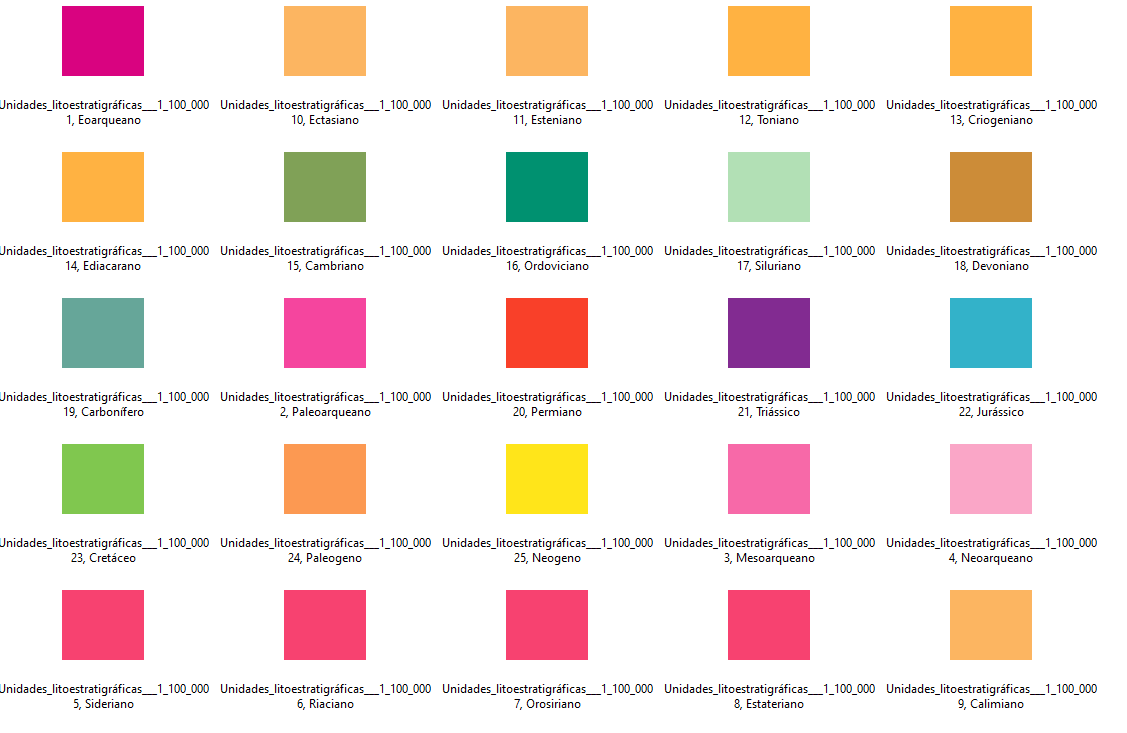 Unidades_litoestratigráficas___1_100_000 Unidades_litoestratigráficas___1_100_000 Unidades_litoestratigráficas___1_100_000 Unidades_litoestratigráficas___1_100_000 Unidades_litoestratigráficas___1_100_000
1, Eoarqueano 10, Ectasiano 11, Esteniano 12, Toniano 13, Criogeniano
Unidades_litoestratigráficas___1_100_000 Unidades_litoestratigráficas___1_100_000 Unidades_litoestratigráficas___1_100_000 Unidades_litoestratigráficas___1_100_000 Unidades_litoestratigráficas___1_100_000
14, Ediacarano 15, Cambriano 16, Ordoviciano 17, Siluriano 18, Devoniano
Unidades_litoestratigráficas___1_100_000 Unidades_litoestratigráficas___1_100_000 Unidades_litoestratigráficas___1_100_000 Unidades_litoestratigráficas___1_100_000 Unidades_litoestratigráficas___1_100_000
19, Carbonífero 2, Paleoarqueano 20, Permiano 21, Triássico 22, Jurássico
Unidades_litoestratigráficas___1_100_000 Unidades_litoestratigráficas___1_100_000 Unidades_litoestratigráficas___1_100_000 Unidades_litoestratigráficas___1_100_000 Unidades_litoestratigráficas___1_100_000
23, Cretáceo 24, Paleogeno 25, Neogeno 3, Mesoarqueano 4, Neoarqueano
Unidades_litoestratigráficas___1_100_000 Unidades_litoestratigráficas___1_100_000 Unidades_litoestratigráficas___1_100_000 Unidades_litoestratigráficas___1_100_000 Unidades_litoestratigráficas___1_100_000
5, Sideriano 6, Riaciano 7, Orosiriano 8, Estateriano 9, Calimiano